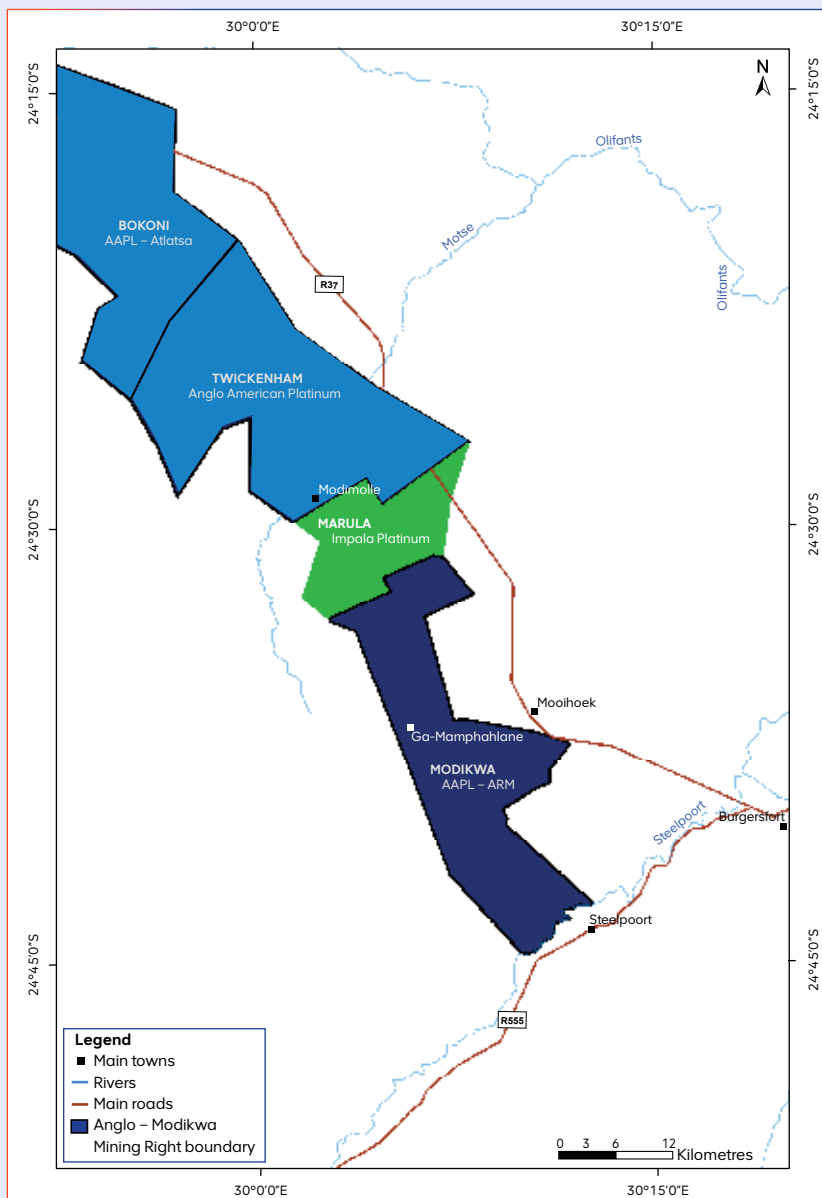 30°0'0"E
30°15'0"E
N
24°15'0"S
24°15'0"S
Olifants
Motse
Olifants
BOKONI
AAPL – Atlatsa
R37
TWICKENHAM
Anglo American Platinum
Modimolle
24°30'0"S
24°30'0"S
MARULA
Impala Platinum
Mooihoek
Ga-Mamphahlane
MODIKWA
AAPL – ARM
Steelpoort
Burgersfort
Steelpoort
24°45'0"S
24°45'0"S
R555
Legend
Main towns
Rivers
Main roads
Anglo – Modikwa
Mining Right boundary
0 3 6 12
Kilometres
30°0'0"E
30°15'0"E